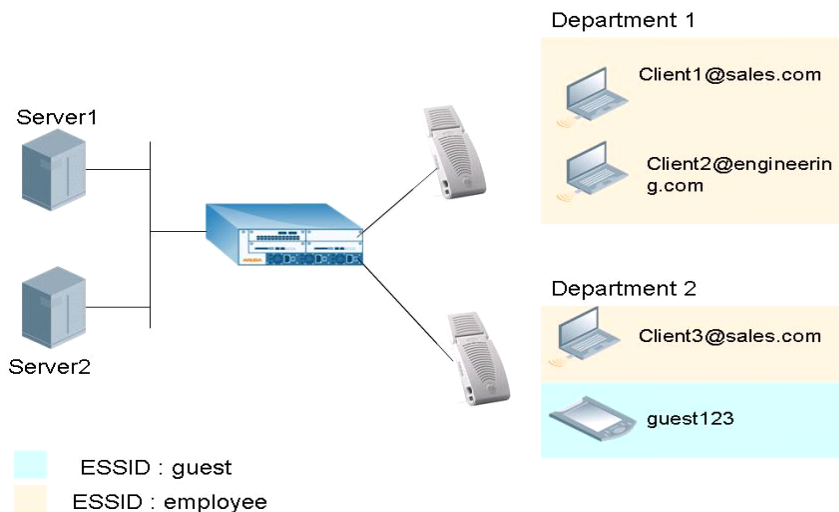 Department 1
Client1@sales.com
Server1
Client2@engineerin
g.com
Department 2
Client3@sales.com
Server2
guest123
ESSID : guest
ESSID : employee